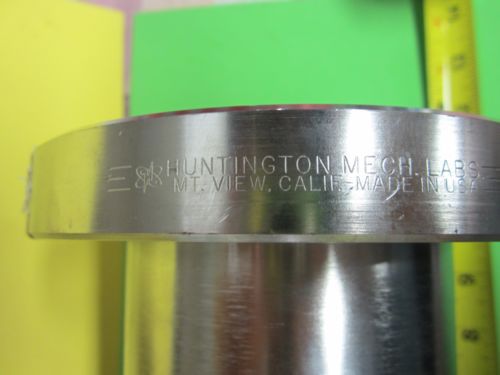 HUNTINGTON MECH. LABS.
MT. VIEW, CALIF. MADE IN USA